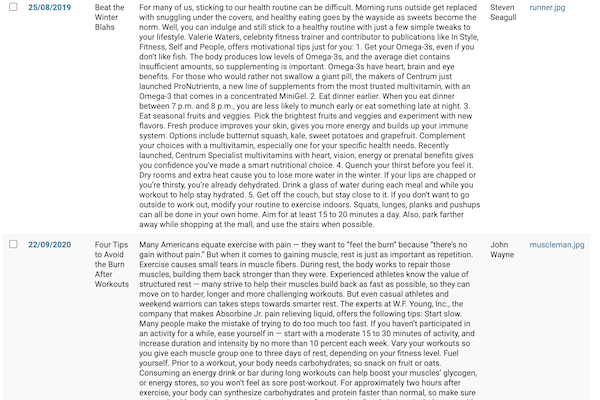 25/08/2019
Beat the
Winter
Blahs
For many of us, sticking to our health routine can be difficult. Morning runs outside get replaced
with snuggling under the covers, and healthy eating goes by the wayside as sweets become the
norm. Well, you can indulge and still stick to a healthy routine with just a few simple tweaks to
your lifestyle. Valerie Waters, celebrity fitness trainer and contributor to publications like In Style,
Fitness, Self and People, offers motivational tips just for you: 1. Get your Omega-3s, even if you
don't like fish. The body produces low levels of Omega-3s, and the average diet contains
insufficient amounts, so supplementing is important. Omega-3s have heart, brain and eye
benefits. For those who would rather not swallow a giant pill, the makers of Centrum just
launched ProNutrients, a new line of supplements from the most trusted multivitamin, with an
Omega-3 that comes in a concentrated MiniGel. 2. Eat dinner earlier. When you eat dinner
between 7 p.m. and 8 p.m., you are less likely to munch early or eat something late at night. 3.
Eat seasonal fruits and veggies. Pick the brightest fruits and veggies and experiment with new
flavors. Fresh produce improves your skin, gives you more energy and builds up your immune
system. Options include butternut squash, kale, sweet potatoes and grapefruit. Complement
your choices with a multivitamin, especially one for your specific health needs. Recently
launched, Centrum Specialist multivitamins with heart, vision, energy or prenatal benefits gives
you confidence you've made a smart nutritional choice. 4. Quench your thirst before you feel it.
Dry rooms and extra heat cause you to lose more water in the winter. If your lips are chapped or
you're thirsty, you're already dehydrated. Drink a glass of water during each meal and while you
workout to help stay hydrated. 5. Get off the couch, but stay close to it. If you don't want to go
outside to work out, modify your routine to exercise indoors. Squats, lunges, planks and pushups
can all be done in your own home. Aim for at least 15 to 20 minutes a day. Also, park farther
away while shopping at the mall, and use the stairs when possible.
Steven
Seagull
runner.jpg
22/09/2020
Four Tips
to Avoid
the Burn
After
Workouts
Many Americans equate exercise with pain — they want to "feel the burn" because "there's no
gain without pain." But when it comes to gaining muscle, rest is just as important as repetition.
Exercise causes small tears in muscle fibers. During rest, the body works to repair those
muscles, building them back stronger than they were. Experienced athletes know the value of
structured rest — many strive to help their muscles build back as fast as possible, so they can
move on to harder, longer and more challenging workouts. But even casual athletes and
weekend warriors can takes steps towards smarter rest. The experts at W.F. Young, Inc., the
company that makes Absorbine Jr. pain relieving liquid, offers the following tips: Start slow.
Many people make the mistake of trying to do too much too fast. If you haven't participated in
an activity for a while, ease yourself in — start with a moderate 15 to 30 minutes of activity, and
increase duration and intensity by no more than 10 percent each week. Vary your workouts so
you give each muscle group one to three days of rest, depending on your fitness level. Fuel
yourself. Prior to a workout, your body needs carbohydrates, so snack on fruit or oats.
Consuming an energy drink or bar during long workouts can help boost your muscles' glycogen,
or energy stores, so you won't feel as sore post-workout. For approximately two hours after
exercise, your body can synthesize carbohydrates and protein faster than normal, so make sure
John
Wayne
muscleman.jpg